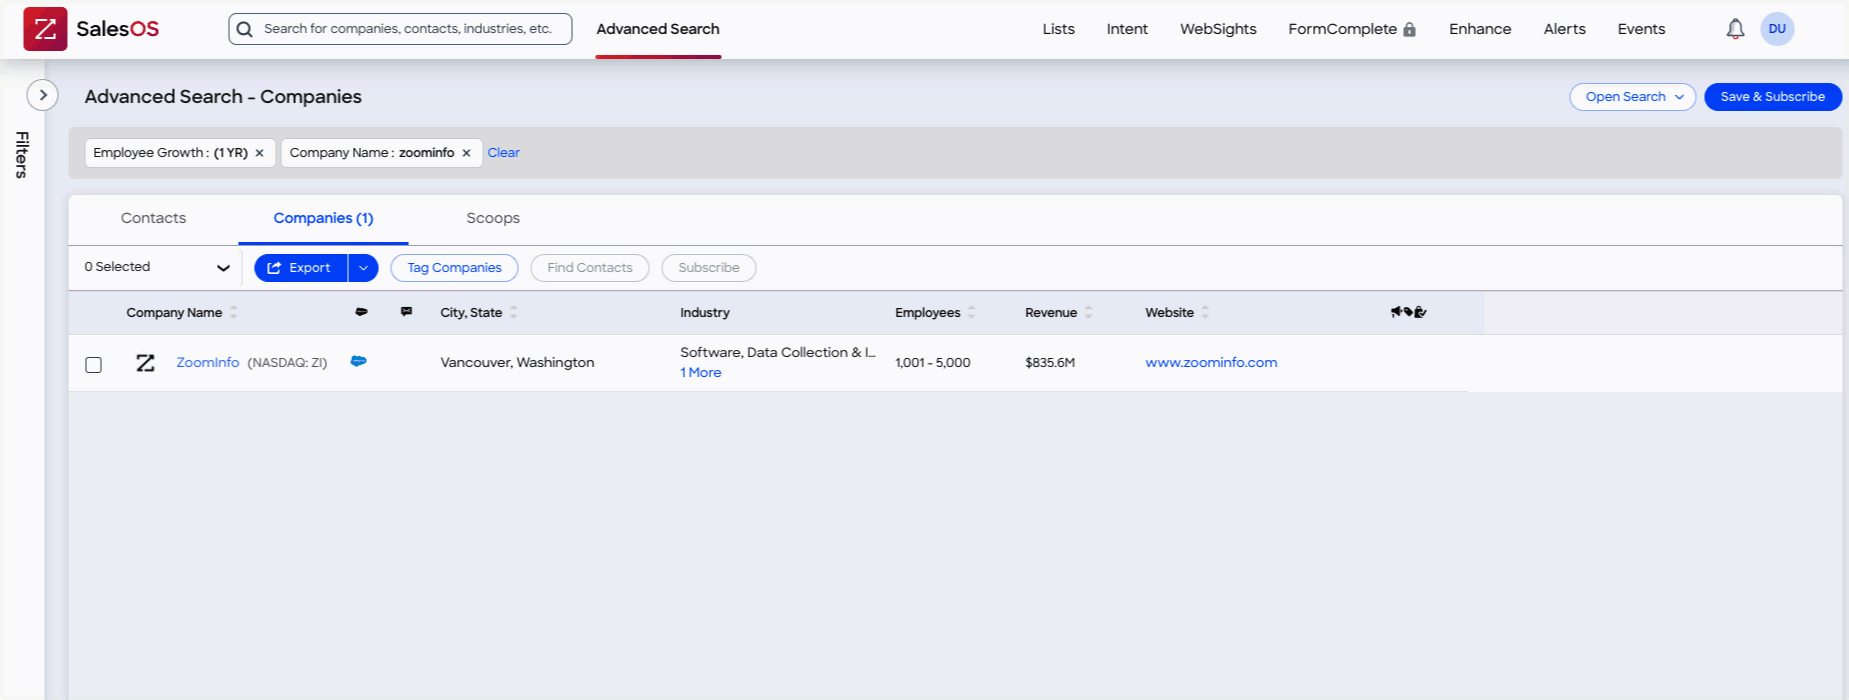 SalesOS
Search for companies, contacts, industries, etc.
Advanced Search
Lists
Intent
WebSights
FormComplete
Enhance
Alerts
Events
DU
Filters
Advanced Search - Companies
Open Search
Save & Subscribe
Employee Growth : (1 YR) ×
Company Name : zoominfo ×
Clear
Contacts
Companies (1)
Scoops
0 Selected
Export
Tag Companies
Find Contacts
Subscribe
Company Name
City, State
Industry
Employees
Revenue
Website
ZoomInfo (NASDAQ: ZI)
Vancouver, Washington
Software, Data Collection & I...
1 More
1,001 - 5,000
$835.6M
www.zoominfo.com